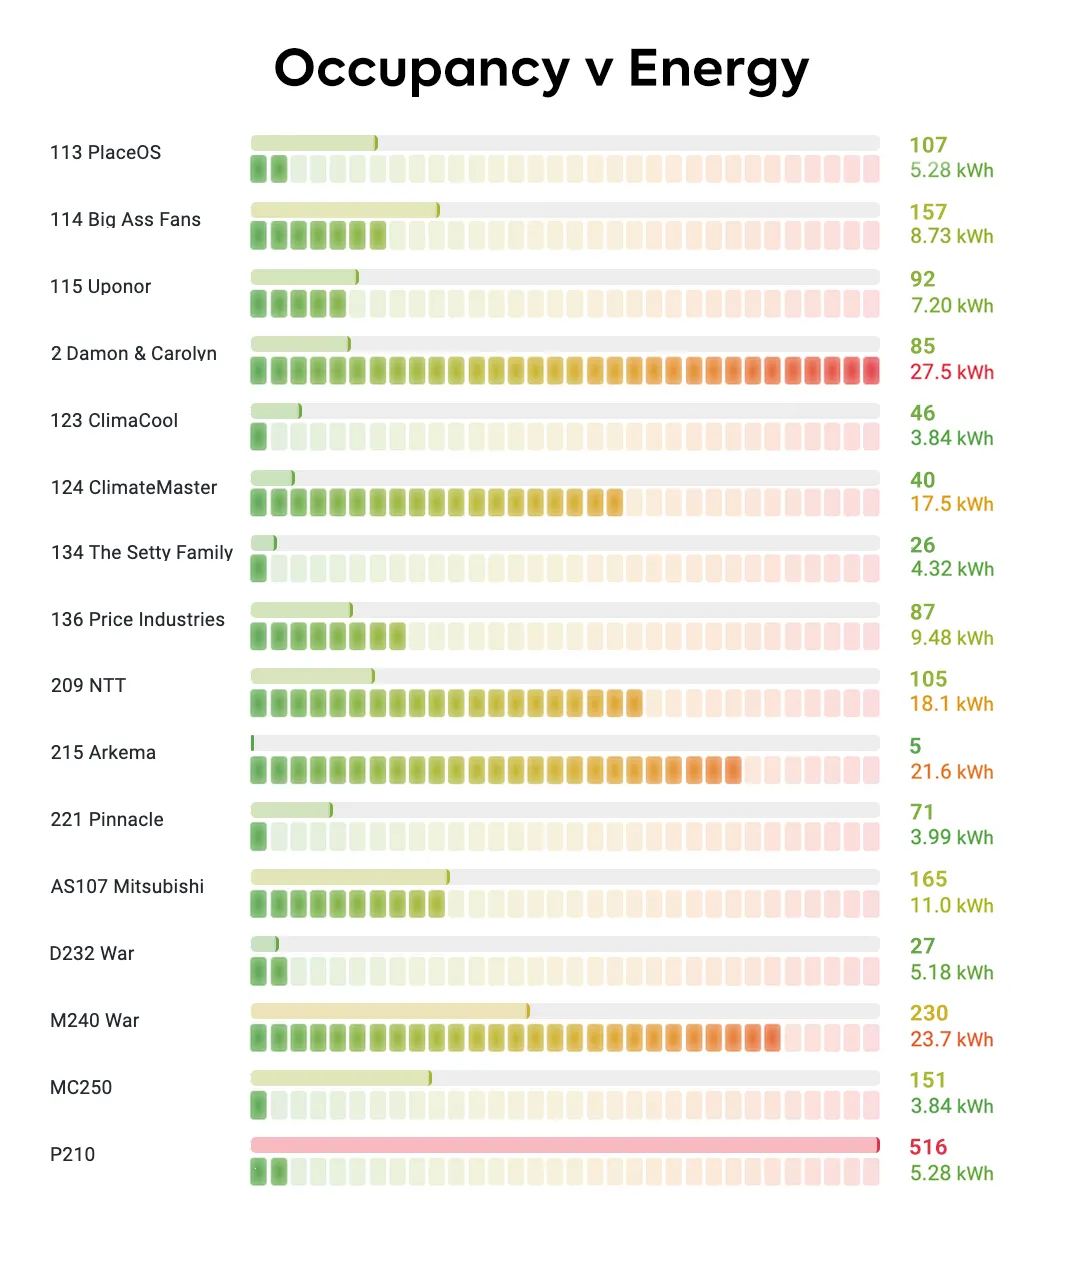 Occupancy v Energy
113 PlaceOS
107
5.28 kWh
114 Big Ass Fans
157
8.73 kWh
115 Uponor
92
7.20 kWh
2 Damon & Carolyn
85
27.5 kWh
123 ClimaCool
46
3.84 kWh
124 ClimateMaster
40
17.5 kWh
134 The Setty Family
26
4.32 kWh
136 Price Industries
87
9.48 kWh
209 NTT
105
18.1 kWh
215 Arkema
5
21.6 kWh
221 Pinnacle
71
3.99 kWh
AS107 Mitsubishi
165
11.0 kWh
D232 War
27
5.18 kWh
M240 War
230
23.7 kWh
MC250
151
3.84 kWh
P210
516
5.28 kWh